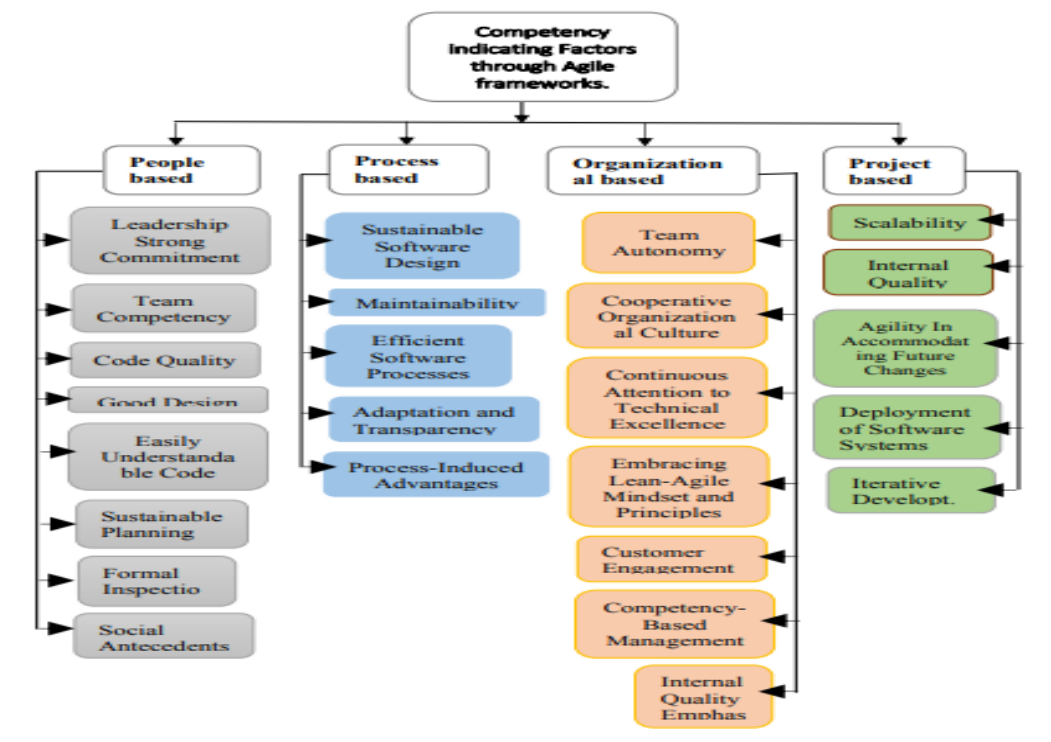 Competency
indicating Factors
through Agile
frameworks.
People
based
Leadership
Strong
Commitment
Team
Competency
Code Quality
Good Design
Easily
Understanda
ble Code
Sustainable
Planning
Formal
Inspectio
Social
Antecedents
Process
based
Sustainable
Software
Design
Maintainability
Efficient
Software
Processes
Adaptation and
Transparency
Process-Induced
Advantages
Organization
al based
Team
Autonomy
Cooperative
Organization
al Culture
Continuous
Attention to
Technical
Excellence
Embracing
Lean-Agile
Mindset and
Principles
Customer
Engagement
Competency-
Based
Management
Internal
Quality
Emphas
Project
based
Scalability
Internal
Quality
Agility In
Accommodat
ing Future
Changes
Deployment
of Software
Systems
Iterative
Developt.